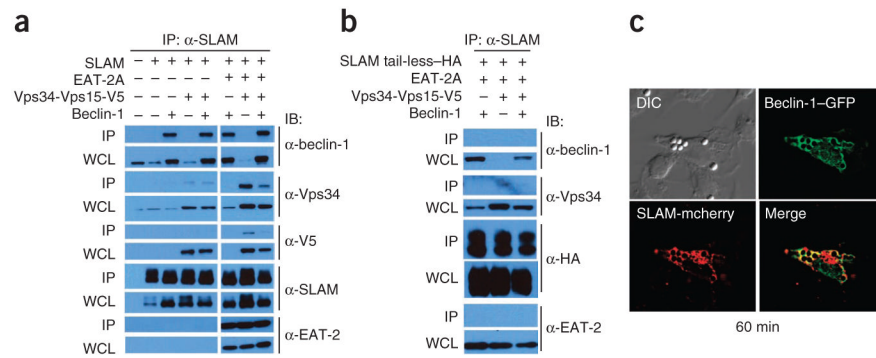 a
IP: α-SLAM
SLAM – + + + + + + +
EAT-2A – – – – – + + +
Vps34-Vps15-V5 – – – + + – + +
Beclin-1 – – + – + + – + IB:
IP
WCL
α-beclin-1
IP
WCL
α-Vps34
IP
WCL
α-V5
IP
WCL
α-SLAM
IP
WCL
α-EAT-2
b
IP: α-SLAM
SLAM tail-less–HA + + +
EAT-2A + + +
Vps34-Vps15-V5 – + +
Beclin-1 + – + IB:
IP
WCL
α-beclin-1
IP
WCL
α-Vps34
IP
WCL
α-HA
IP
WCL
α-EAT-2
c
DIC
Beclin-1–GFP
SLAM-mcherry
Merge
60 min